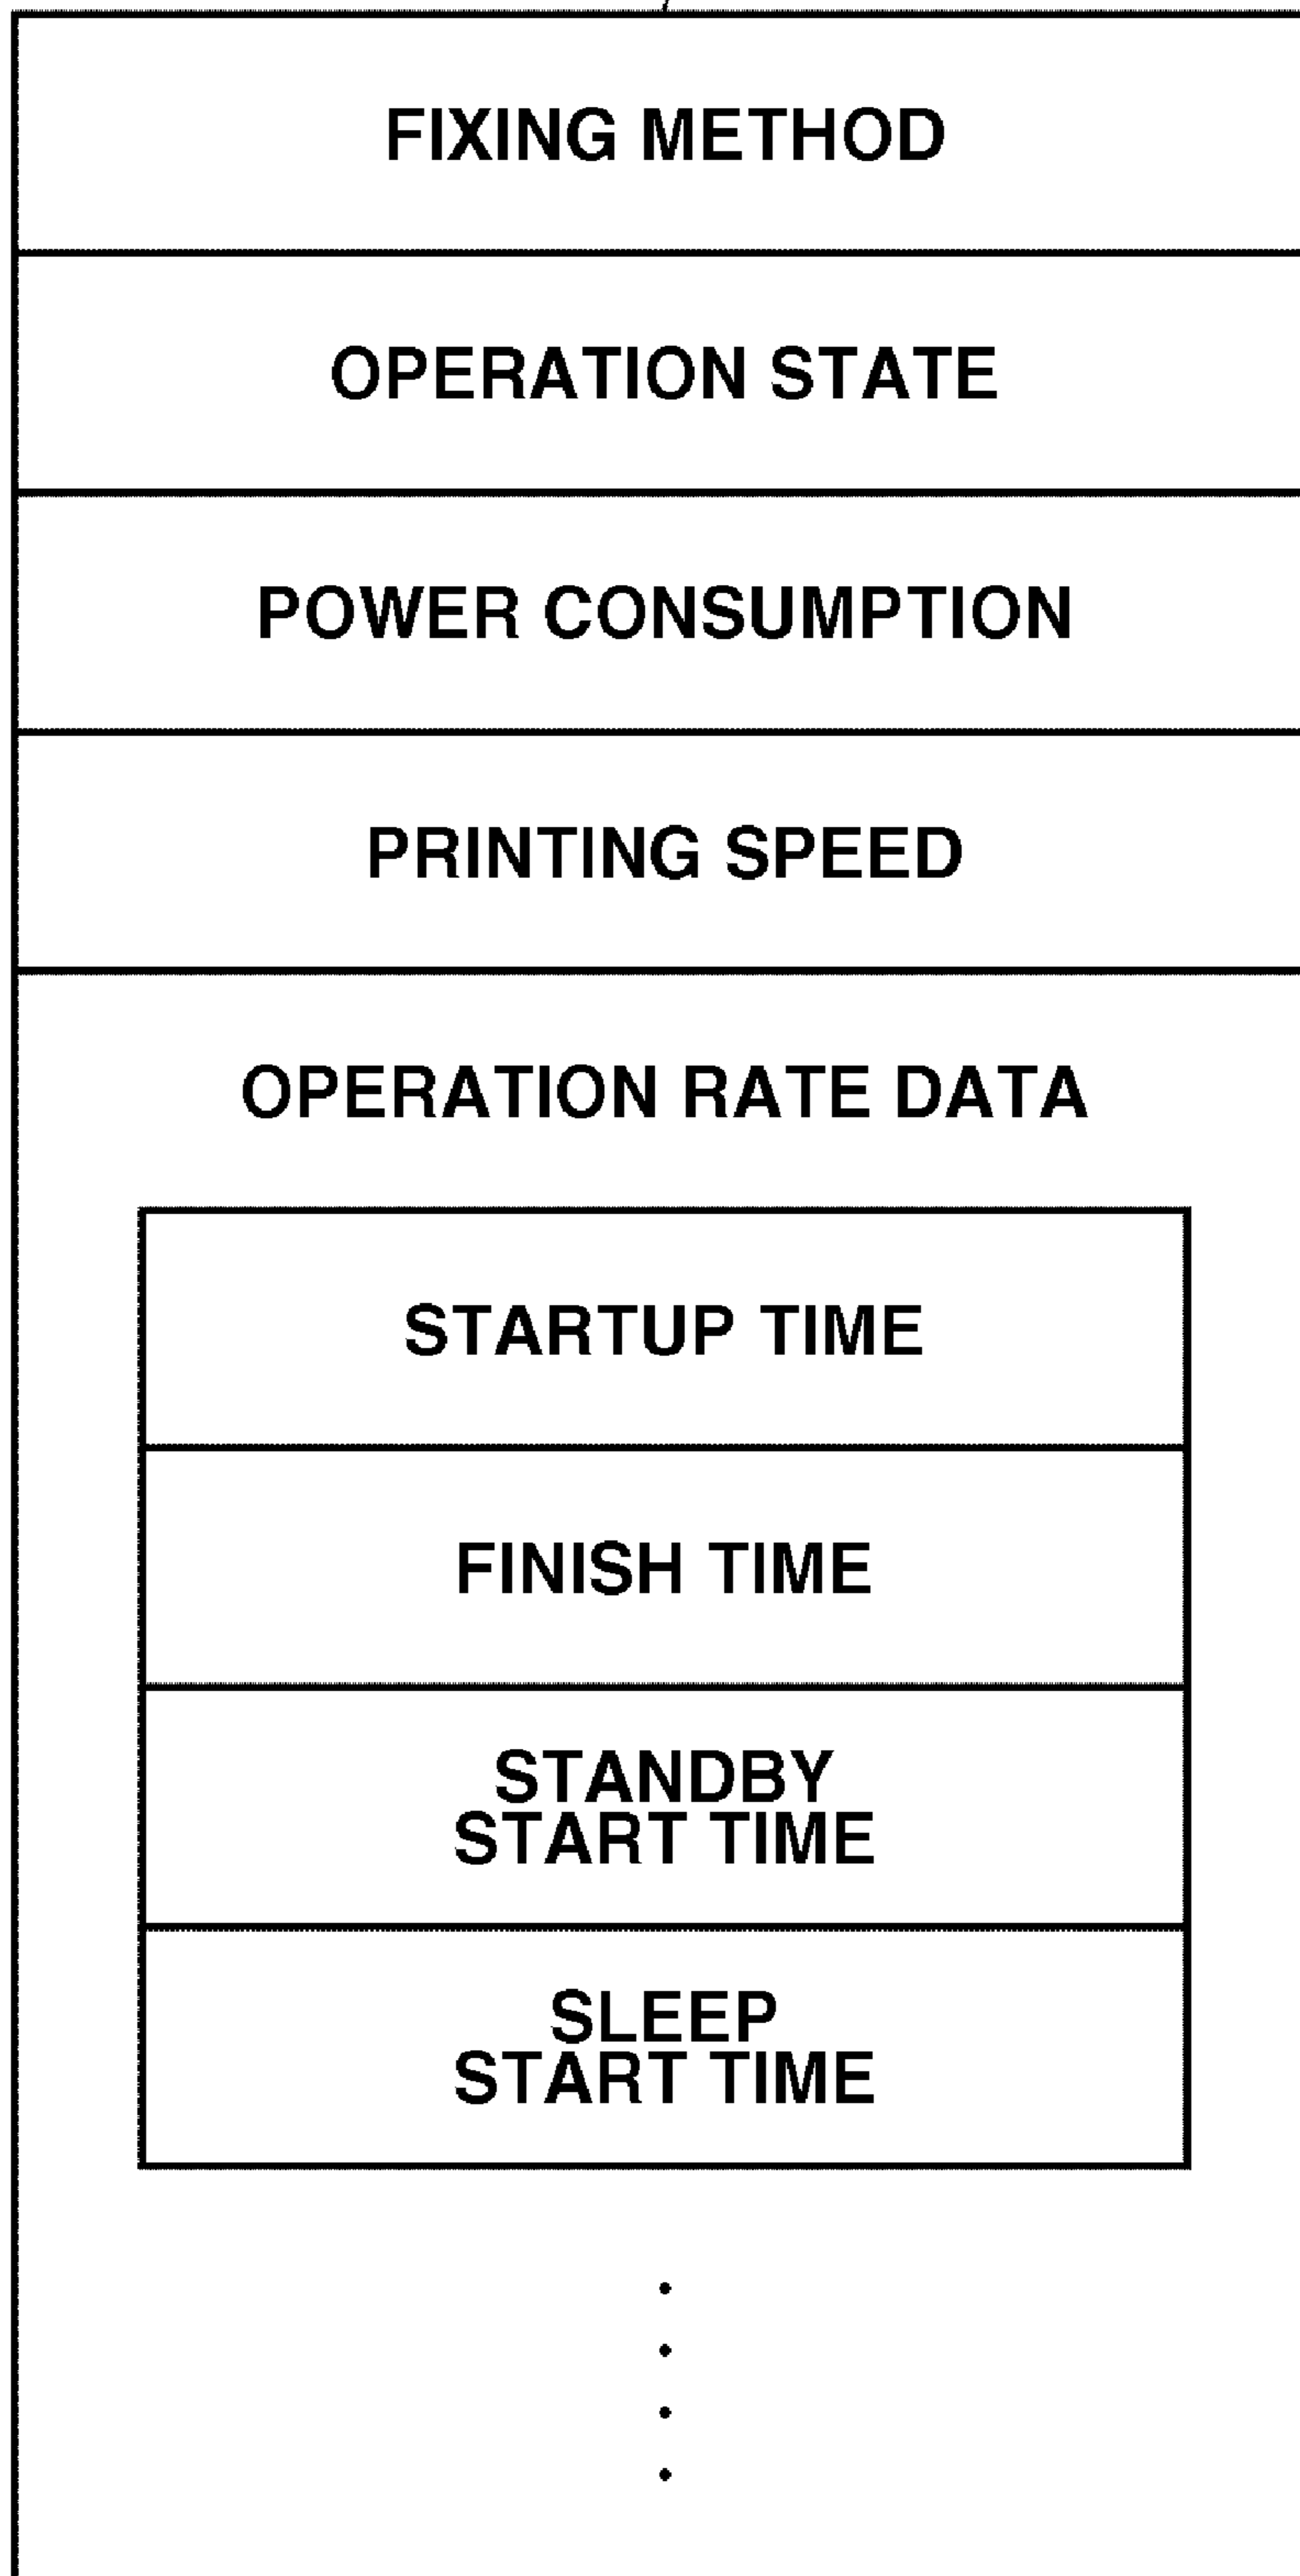 FIXING METHOD
OPERATION STATE
POWER CONSUMPTION
PRINTING SPEED
OPERATION RATE DATA
STARTUP TIME
FINISH TIME
STANDBY
START TIME
SLEEP
START TIME